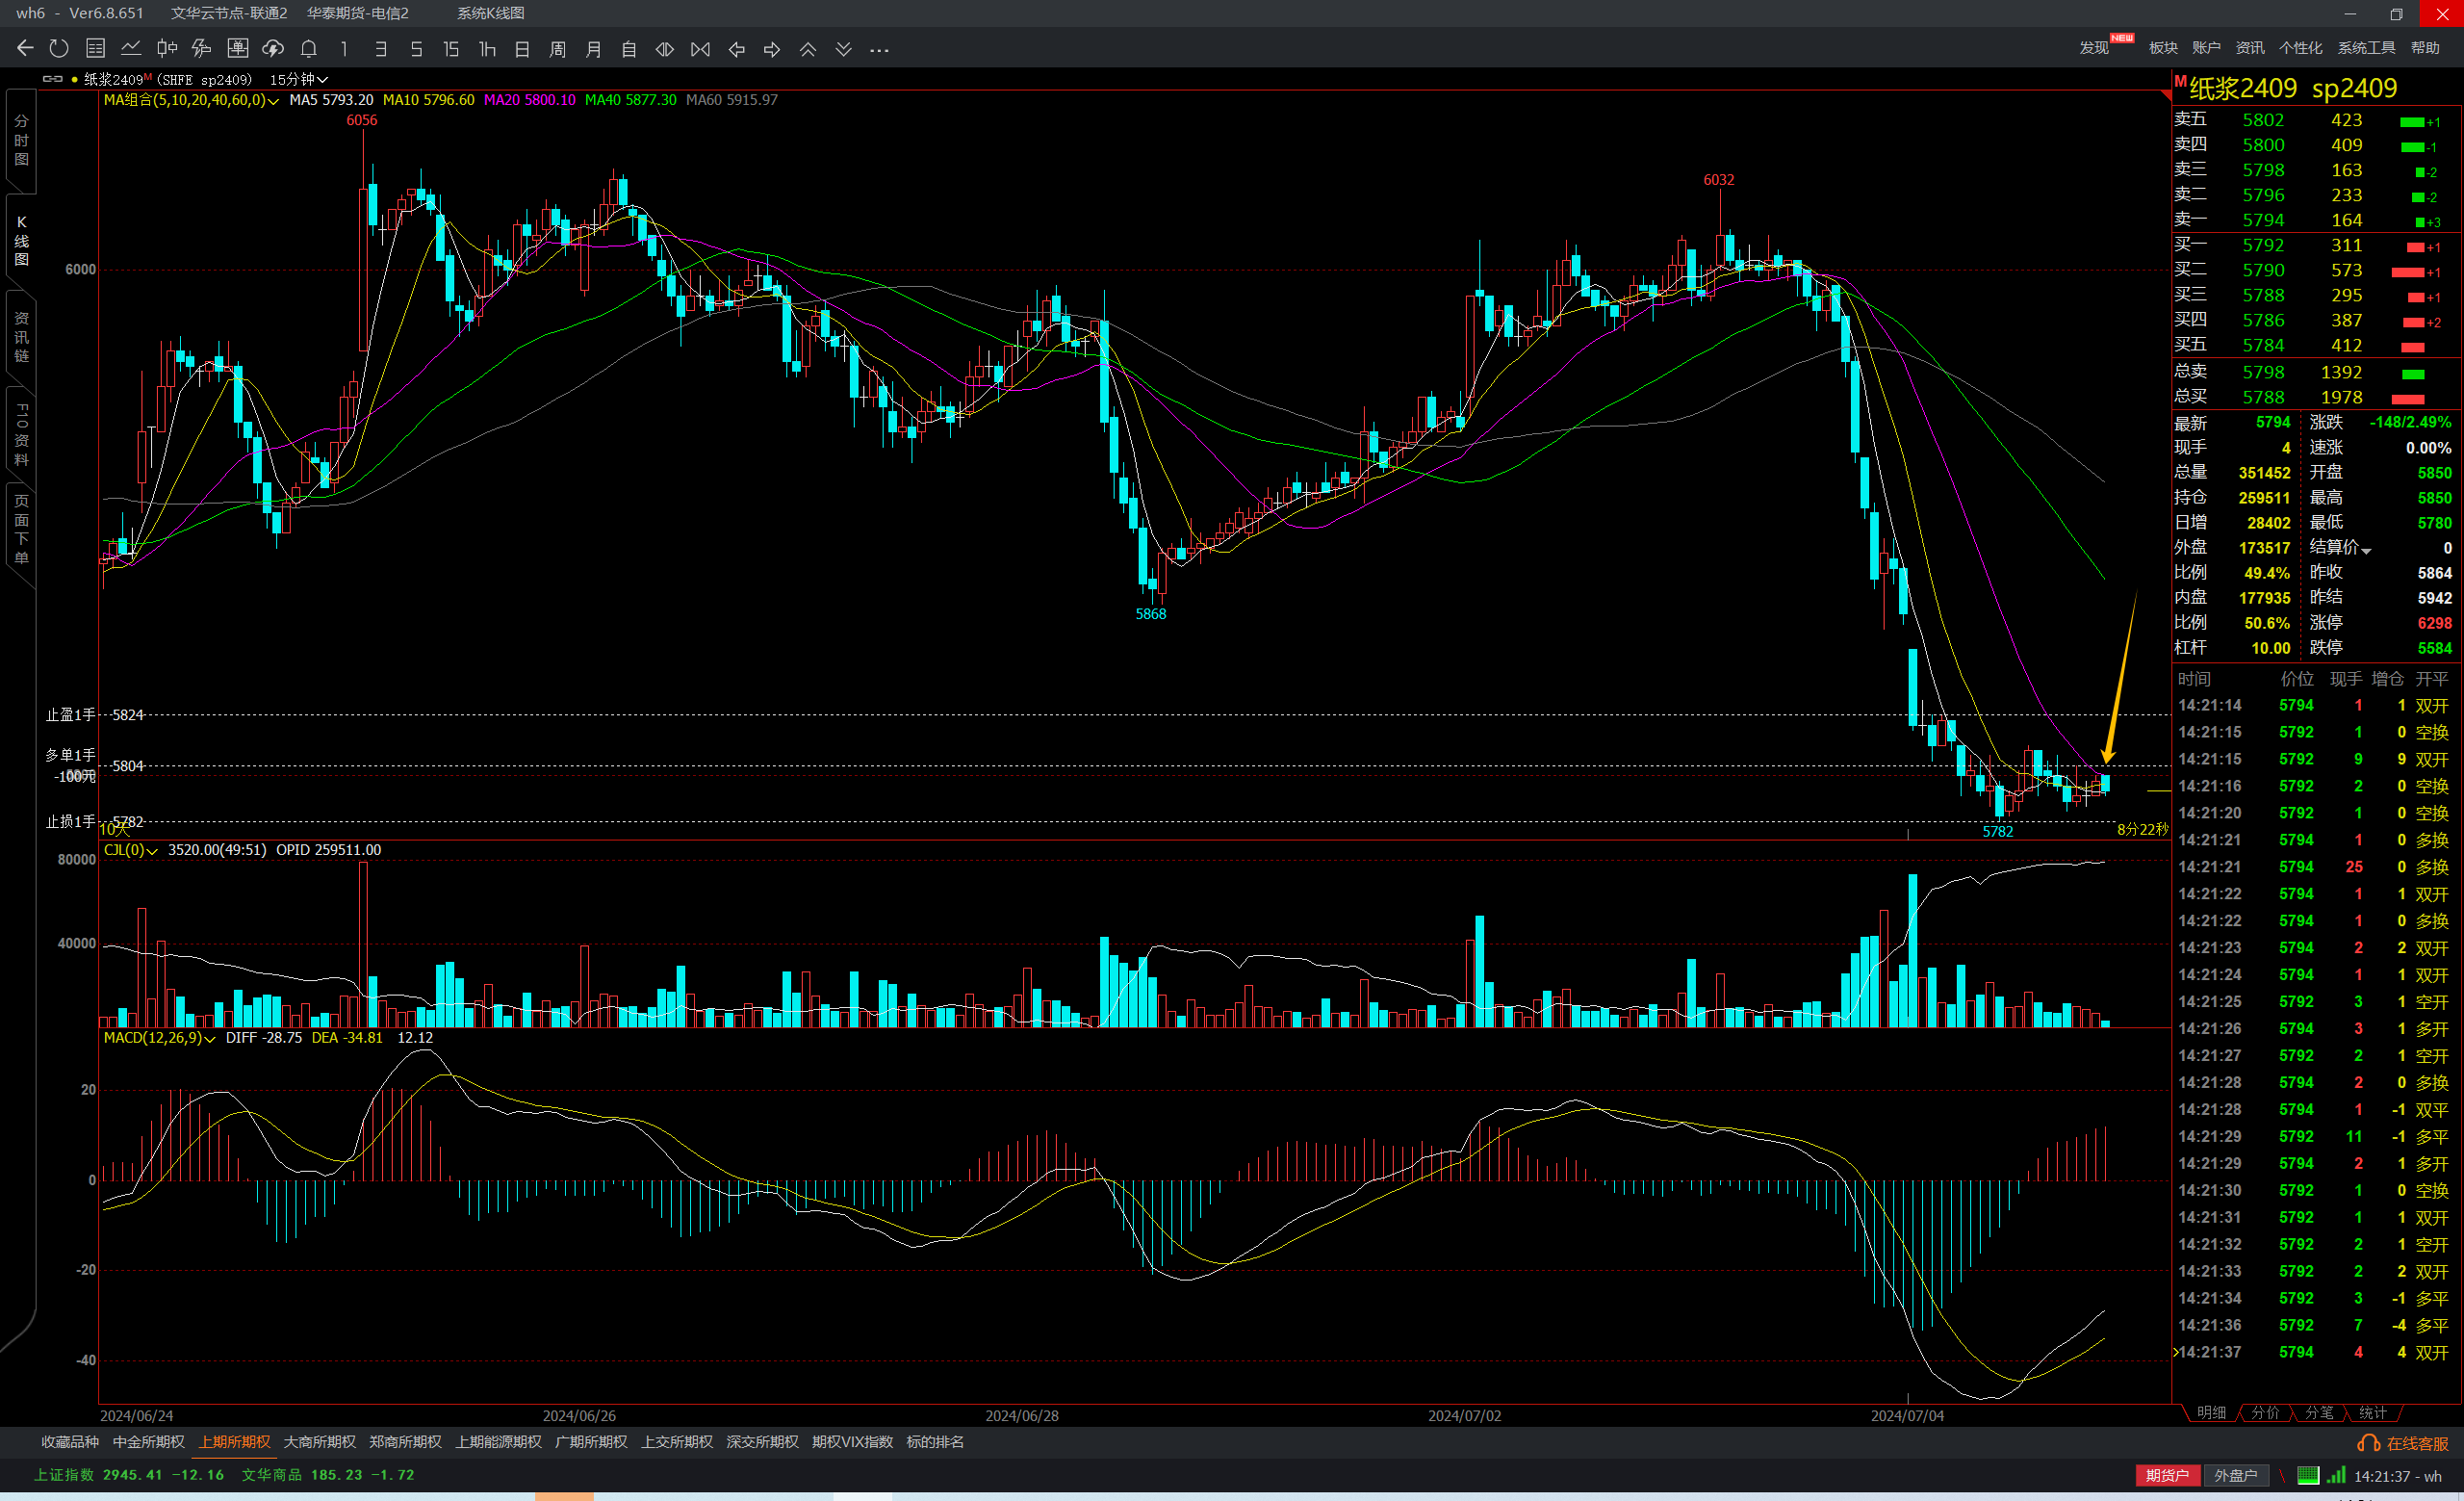 wh6 - Ver6.8.651 文华云节点-联通2 华泰期货-电信2 系统K线图
1 3 5 15 1h 日 周 月 自 ...
发现 NEW 板块 账户 资讯 个性化 系统工具 帮助
纸浆2409M (SHFE sp2409) 15分钟
MA组合(5,10,20,40,60,0) MA5 5793.20 MA10 5796.60 MA20 5800.10 MA40 5877.30 MA60 5915.97
分时图
K线图
资讯链
F10资料
页面下单
6056
6032
6000
5868
止盈1手 5824
多单1手
5804
-100元
止损1手 5782
10天
5782
8分22秒
CJL(0) 3520.00(49:51) OPID 259511.00
80000
40000
MACD(12,26,9) DIFF -28.75 DEA -34.81 12.12
20
0
-20
-40
2024/06/24 2024/06/26 2024/06/28 2024/07/02 2024/07/04
M 纸浆2409 sp2409
卖五 5802 423 +1
卖四 5800 409 -1
卖三 5798 163 -2
卖二 5796 233 -2
卖一 5794 164 +3
买一 5792 311 +1
买二 5790 573 +1
买三 5788 295 +1
买四 5786 387 +2
买五 5784 412
总卖 5798 1392
总买 5788 1978
最新 5794 涨跌 -148/2.49%
现手 4 速涨 0.00%
总量 351452 开盘 5850
持仓 259511 最高 5850
日增 28402 最低 5780
外盘 173517 结算价 0
比例 49.4% 昨收 5864
内盘 177935 昨结 5942
比例 50.6% 涨停 6298
杠杆 10.00 跌停 5584
时间 价位 现手 增仓 开平
14:21:14 5794 1 1 双开
14:21:15 5792 1 0 空换
14:21:15 5792 9 9 双开
14:21:16 5792 2 0 空换
14:21:20 5792 1 0 空换
14:21:21 5794 1 0 多换
14:21:21 5794 25 0 多换
14:21:22 5794 1 1 双开
14:21:22 5794 1 0 多换
14:21:23 5794 2 2 双开
14:21:24 5794 1 1 双开
14:21:25 5792 3 1 空开
14:21:26 5794 3 1 多开
14:21:27 5792 2 1 空开
14:21:28 5794 2 0 多换
14:21:28 5794 1 -1 双平
14:21:29 5792 11 -1 多平
14:21:29 5794 2 1 多开
14:21:30 5792 1 0 空换
14:21:31 5792 1 1 双开
14:21:32 5792 2 1 空开
14:21:33 5792 2 2 双开
14:21:34 5792 3 -1 多平
14:21:36 5792 7 -4 多平
14:21:37 5794 4 4 双开
明细 分价 分笔 统计
收藏品种 中金所期权 上期所期权 大商所期权 郑商所期权 上期能源期权 广期所期权 上交所期权 深交所期权 期权VIX指数 标的排名
在线客服
上证指数 2945.41 -12.16 文华商品 185.23 -1.72
期货户 外盘户 14:21:37 - wh